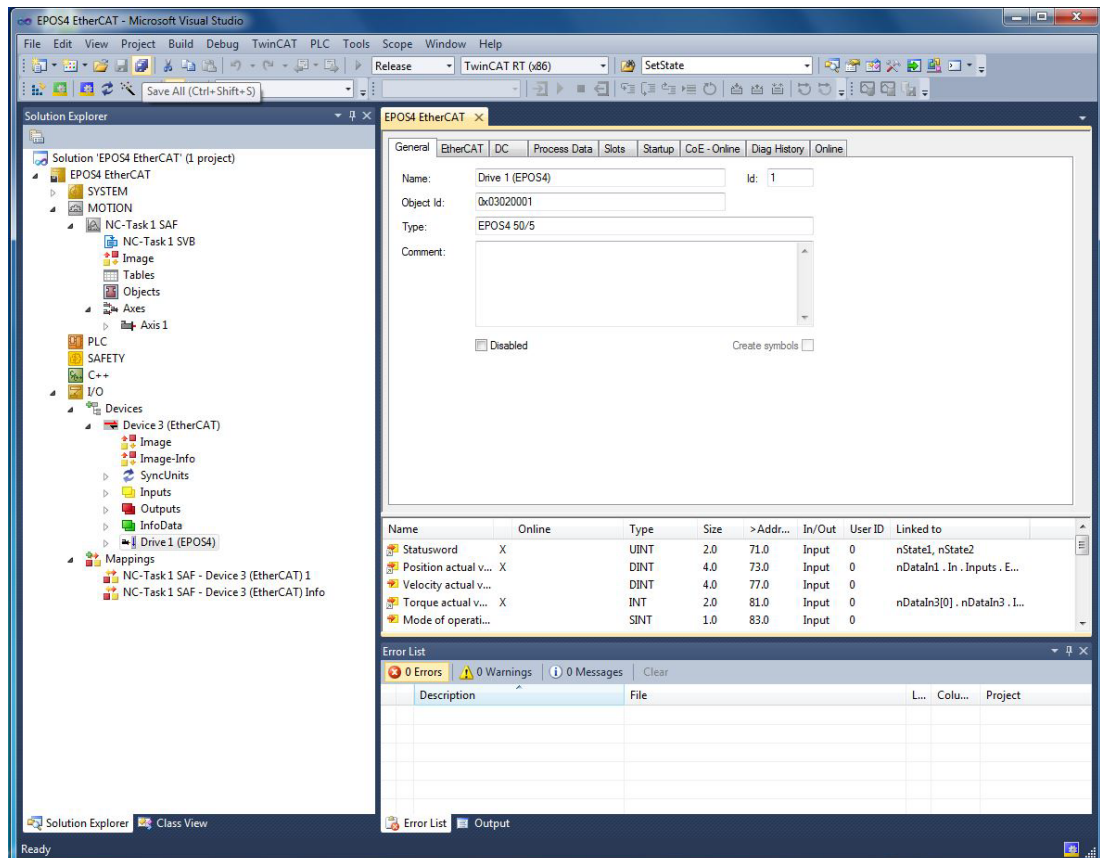 EPOS4 EtherCAT - Microsoft Visual Studio
File Edit View Project Build Debug TwinCAT PLC Tools Scope Window Help
Release TwinCAT RT (x86) SetState
Save All (Ctrl+Shift+S)
Solution Explorer
Solution 'EPOS4 EtherCAT' (1 project)
EPOS4 EtherCAT
SYSTEM
MOTION
NC-Task 1 SAF
NC-Task 1 SVB
Image
Tables
Objects
Axes
Axis 1
PLC
SAFETY
C++
I/O
Devices
Device 3 (EtherCAT)
Image
Image-Info
SyncUnits
Inputs
Outputs
InfoData
Drive 1 (EPOS4)
Mappings
NC-Task 1 SAF - Device 3 (EtherCAT) 1
NC-Task 1 SAF - Device 3 (EtherCAT) Info
Solution Explorer Class View
EPOS4 EtherCAT
General EtherCAT DC Process Data Slots Startup CoE - Online Diag History Online
Name: Drive 1 (EPOS4) Id: 1
Object Id: 0x03020001
Type: EPOS4 50/5
Comment:
Disabled Create symbols
Name Online Type Size >Addr... In/Out User ID Linked to
Statusword X UINT 2.0 71.0 Input 0 nState1, nState2
Position actual v... X DINT 4.0 73.0 Input 0 nDataIn1 . In . Inputs . E...
Velocity actual v... DINT 4.0 77.0 Input 0
Torque actual v... X INT 2.0 81.0 Input 0 nDataIn3[0] . nDataIn3 . I...
Mode of operati... SINT 1.0 83.0 Input 0
Error List
0 Errors 0 Warnings 0 Messages Clear
Description File L... Colu... Project
Error List Output
Ready